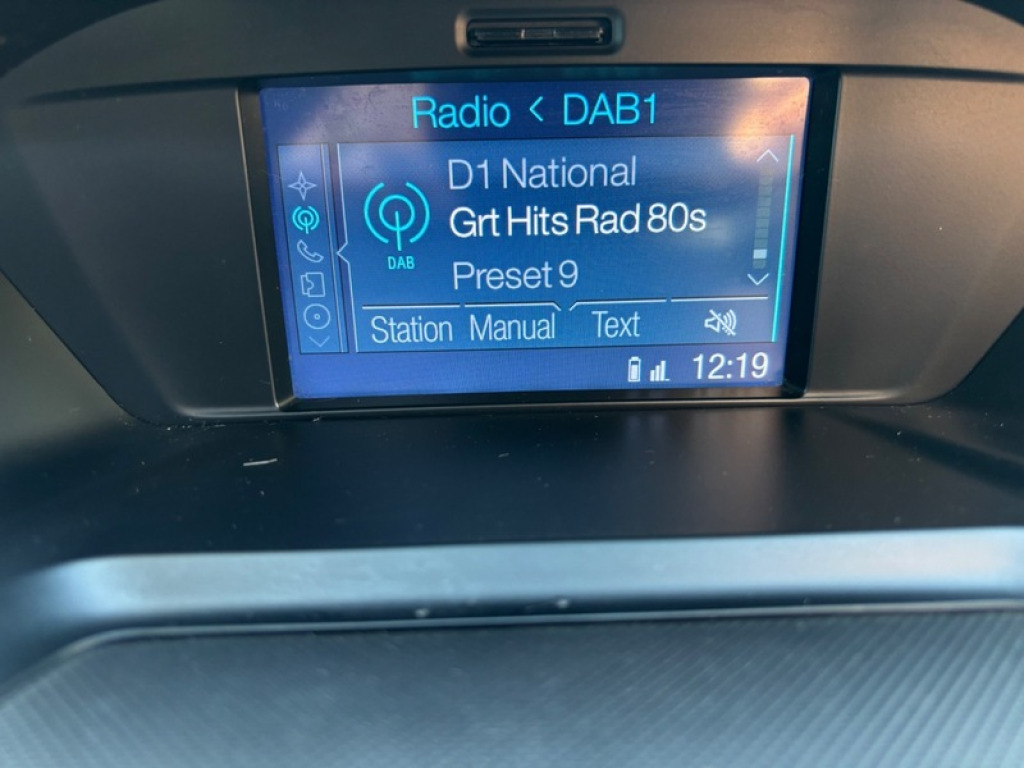 Radio < DAB1
D1 National
Grt Hits Rad 80s
DAB
Preset 9
Station Manual Text
12:19